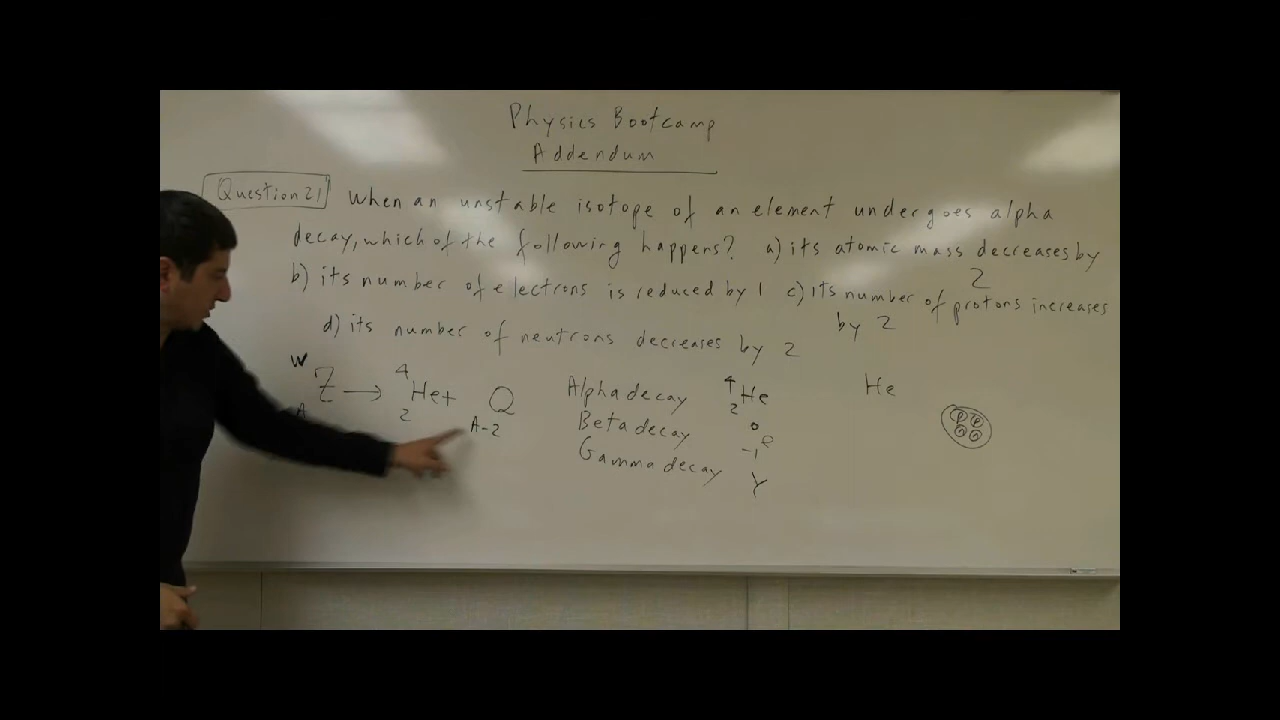 Physics Bootcamp
Addendum
Question 21 When an unstable isotope of an element undergoes alpha
decay, which of the following happens? a) its atomic mass decreases by
2
b) its number of electrons is reduced by 1 c) its number of protons increases
by 2
d) its number of neutrons decreases by 2
W Z A → 4 2 He + Q A-2
Alpha decay 4 2 He
Beta decay 0 -1 e
Gamma decay γ
He